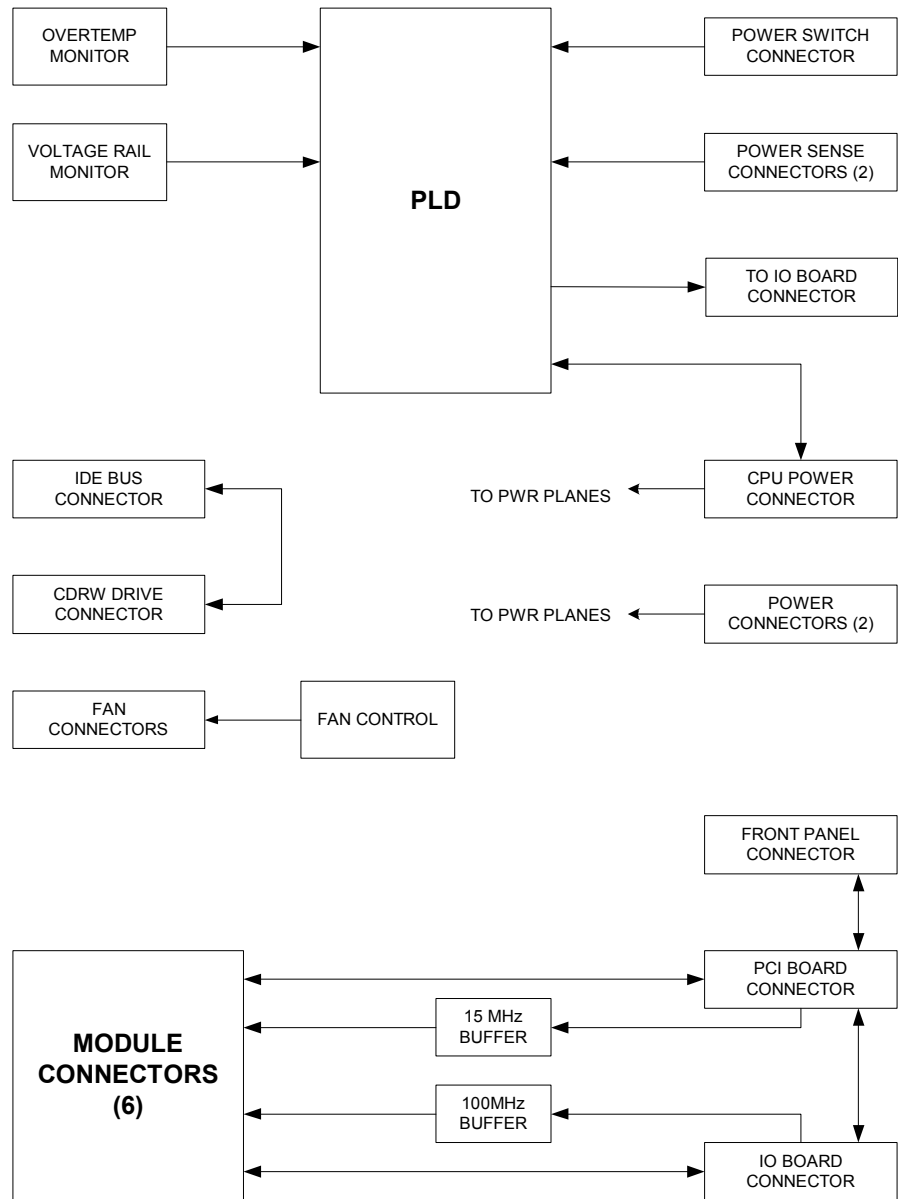 OVERTEMP
MONITOR
POWER SWITCH
CONNECTOR
VOLTAGE RAIL
MONITOR
POWER SENSE
CONNECTORS (2)
PLD
TO IO BOARD
CONNECTOR
IDE BUS
CONNECTOR
TO PWR PLANES
CPU POWER
CONNECTOR
CDRW DRIVE
CONNECTOR
TO PWR PLANES
POWER
CONNECTORS (2)
FAN
CONNECTORS
FAN CONTROL
FRONT PANEL
CONNECTOR
PCI BOARD
CONNECTOR
15 MHz
BUFFER
MODULE
CONNECTORS
(6)
100MHz
BUFFER
IO BOARD
CONNECTOR